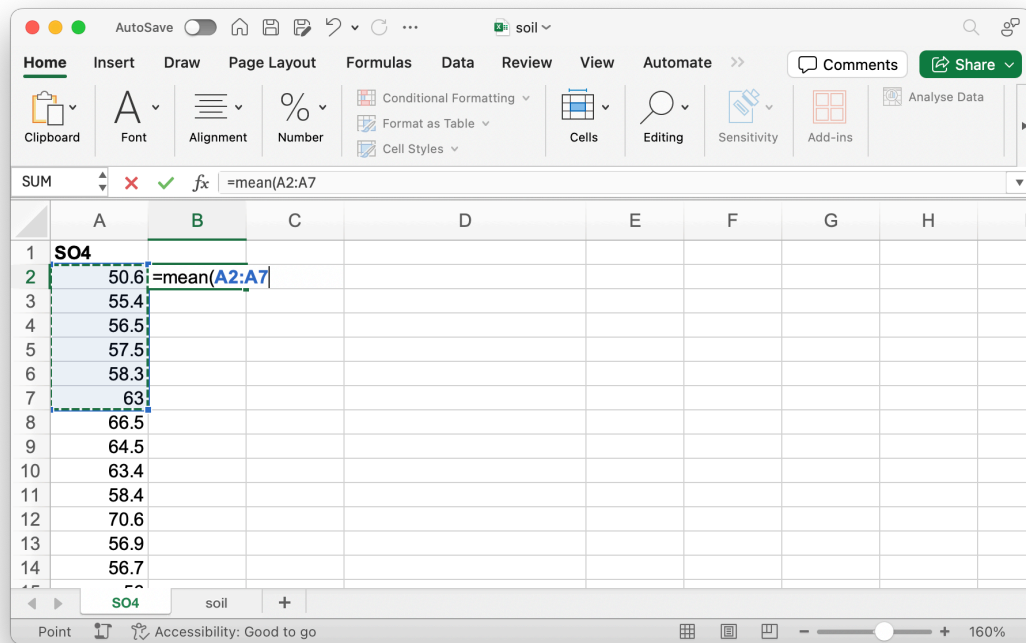 AutoSave
soil
Home Insert Draw Page Layout Formulas Data Review View Automate Comments Share
Clipboard Font Alignment Number
Conditional Formatting
Format as Table
Cell Styles
Cells Editing Sensitivity Add-ins
Analyse Data
SUM fx =mean(A2:A7
A B C D E F G H
1 SO4
2 50.6 =mean(A2:A7
3 55.4
4 56.5
5 57.5
6 58.3
7 63
8 66.5
9 64.5
10 63.4
11 58.4
12 70.6
13 56.9
14 56.7
SO4 soil +
Point Accessibility: Good to go 160%